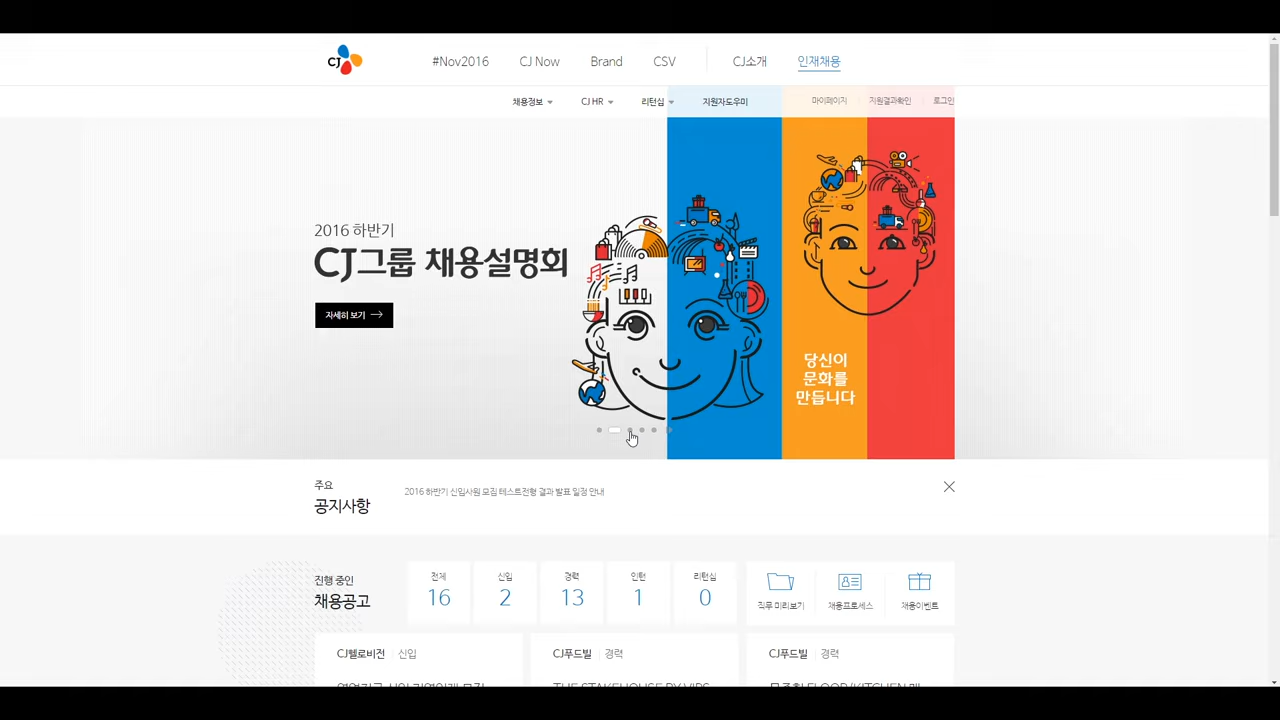 CJ
#Nov2016
CJ Now
Brand
CSV
CJ소개
인재채용
채용정보
CJ HR
리턴십
지원자도우미
마이페이지
지원결과확인
로그인
2016 하반기
CJ그룹 채용설명회
자세히 보기
당신이
문화를
만듭니다
주요
공지사항
2016 하반기 신입사원 모집 테스트전형 결과 발표 일정 안내
진행 중인
채용공고
전체
16
신입
2
경력
13
인턴
1
리턴십
0
직무 미리보기
채용프로세스
채용이벤트
CJ헬로비전 신입
CJ푸드빌 경력
CJ푸드빌 경력
THE STAKEHOUSE BY VIPS